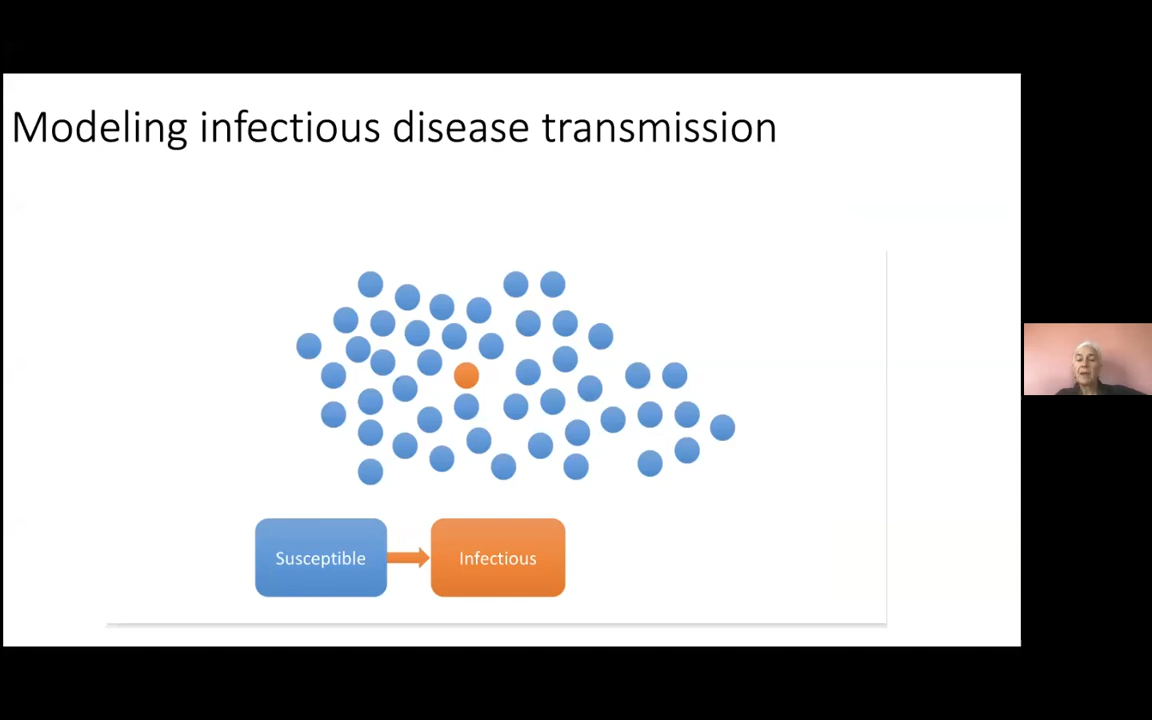 Modeling infectious disease transmission
Susceptible
Infectious